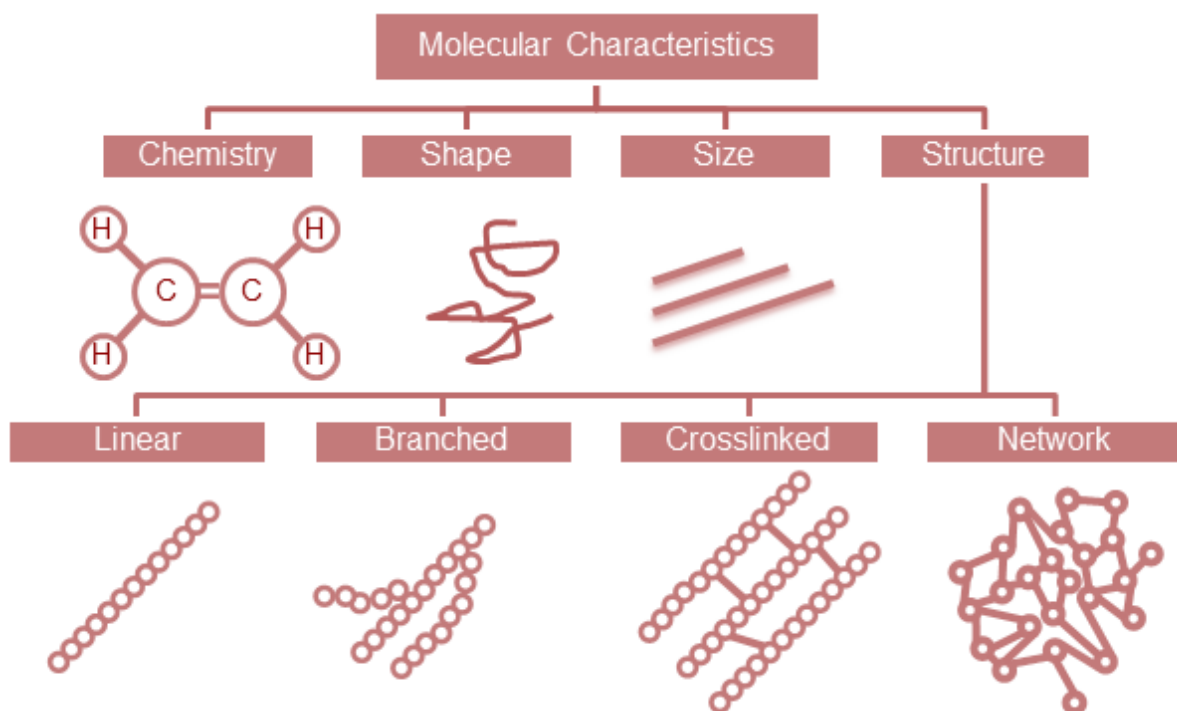 Molecular Characteristics
Chemistry
Shape
Size
Structure
H
H
C
C
H
H
Linear
Branched
Crosslinked
Network